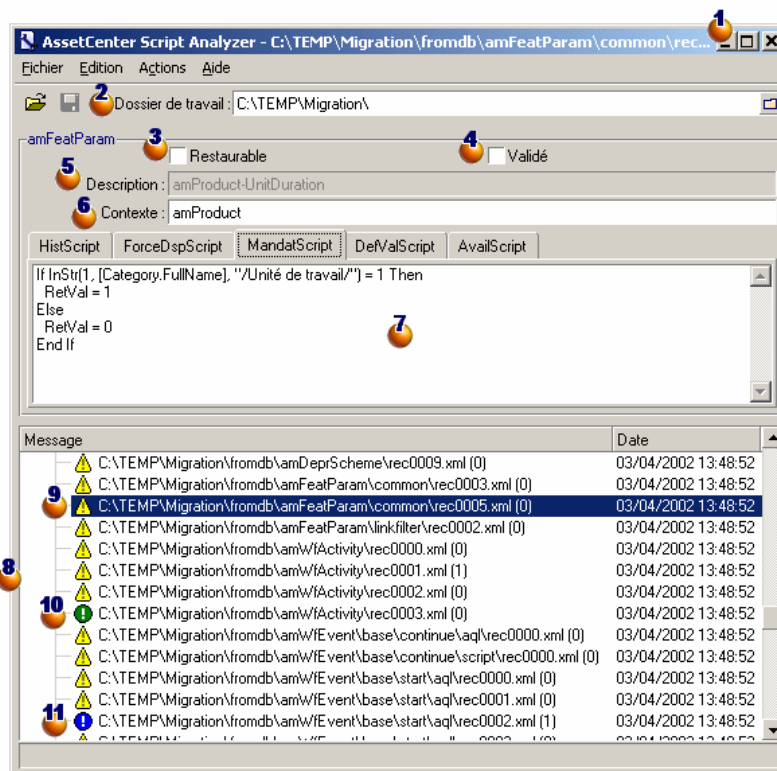 1
AssetCenter Script Analyzer - C:\TEMP\Migration\fromdb\amFeatParam\common\rec...
Fichier Edition Actions Aide
2 Dossier de travail : C:\TEMP\Migration\
amFeatParam
3 Restaurable 4 Validé
5 Description : amProduct-UnitDuration
6 Contexte : amProduct
HistScript ForceDspScript MandatScript DefValScript AvailScript
If InStr(1, [Category.FullName], "/Unité de travail/") = 1 Then
RetVal = 1
Else
RetVal = 0
End If
7
Message Date
C:\TEMP\Migration\fromdb\amDeprScheme\rec0009.xml (0) 03/04/2002 13:48:52
C:\TEMP\Migration\fromdb\amFeatParam\common\rec0003.xml (0) 03/04/2002 13:48:52
9 C:\TEMP\Migration\fromdb\amFeatParam\common\rec0005.xml (0) 03/04/2002 13:48:52
C:\TEMP\Migration\fromdb\amFeatParam\linkfilter\rec0002.xml (0) 03/04/2002 13:48:52
C:\TEMP\Migration\fromdb\amWfActivity\rec0000.xml (0) 03/04/2002 13:48:52
8 C:\TEMP\Migration\fromdb\amWfActivity\rec0001.xml (1) 03/04/2002 13:48:52
C:\TEMP\Migration\fromdb\amWfActivity\rec0002.xml (0) 03/04/2002 13:48:52
10 C:\TEMP\Migration\fromdb\amWfActivity\rec0003.xml (0) 03/04/2002 13:48:52
C:\TEMP\Migration\fromdb\amWfEvent\base\continue\aql\rec0000.xml (0) 03/04/2002 13:48:52
C:\TEMP\Migration\fromdb\amWfEvent\base\continue\script\rec0000.xml (0) 03/04/2002 13:48:52
C:\TEMP\Migration\fromdb\amWfEvent\base\start\aql\rec0000.xml (0) 03/04/2002 13:48:52
C:\TEMP\Migration\fromdb\amWfEvent\base\start\aql\rec0001.xml (0) 03/04/2002 13:48:52
11 C:\TEMP\Migration\fromdb\amWfEvent\base\start\aql\rec0002.xml (1) 03/04/2002 13:48:52